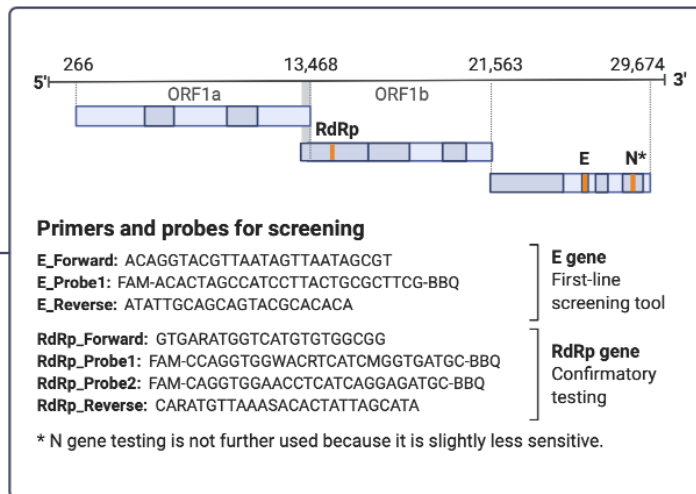 266 13,468 21,563 29,674
5' 3'
ORF1a ORF1b
RdRp
E N*
Primers and probes for screening
E_Forward: ACAGGTACGTTAATAGTTAATAGCGT
E_Probe1: FAM-ACACTAGCCATCCTTACTGCGCTTCG-BBQ
E_Reverse: ATATTGCAGCAGTACGCACACA
E gene
First-line
screening tool
RdRp_Forward: GTGARATGGTCATGTGTGGCGG
RdRp_Probe1: FAM-CCAGGTGGWACRTCATCMGGTGATGC-BBQ
RdRp_Probe2: FAM-CAGGTGGAACCTCATCAGGAGATGC-BBQ
RdRp_Reverse: CARATGTTAAASACACTATTAGCATA
RdRp gene
Confirmatory
testing
* N gene testing is not further used because it is slightly less sensitive.